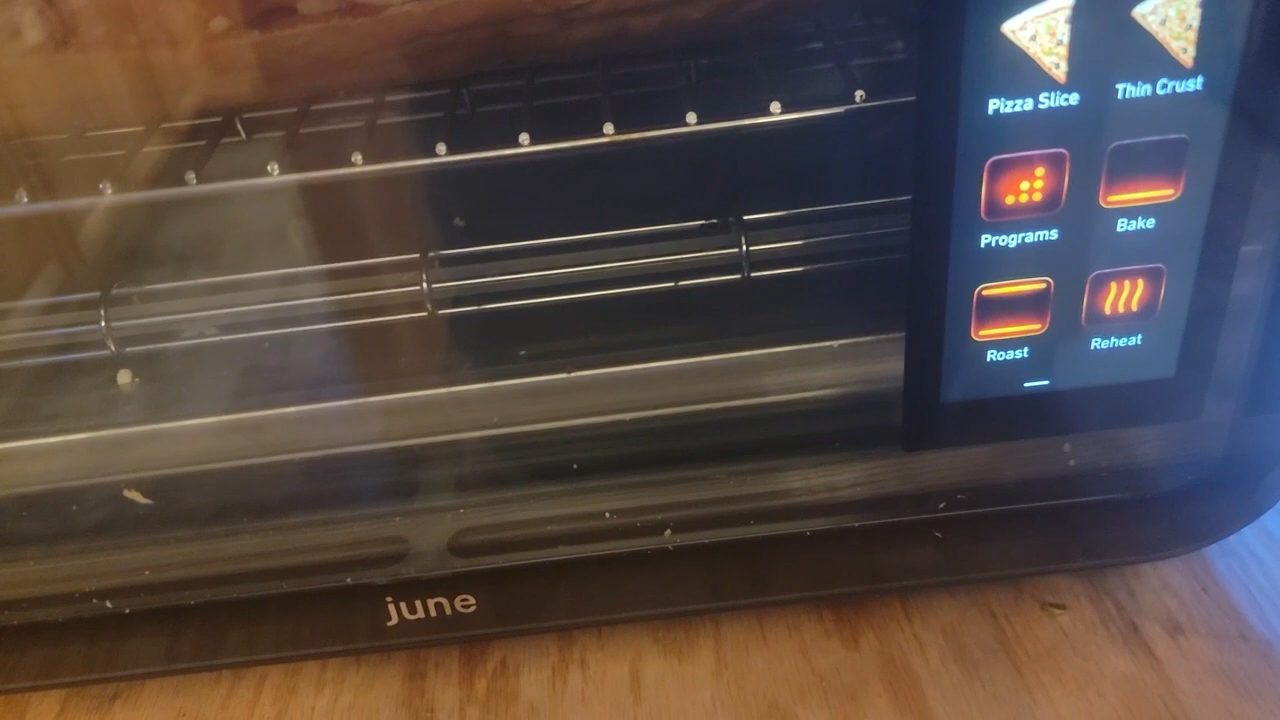 Pizza Slice
Thin Crust
Programs
Bake
Roast
Reheat
june